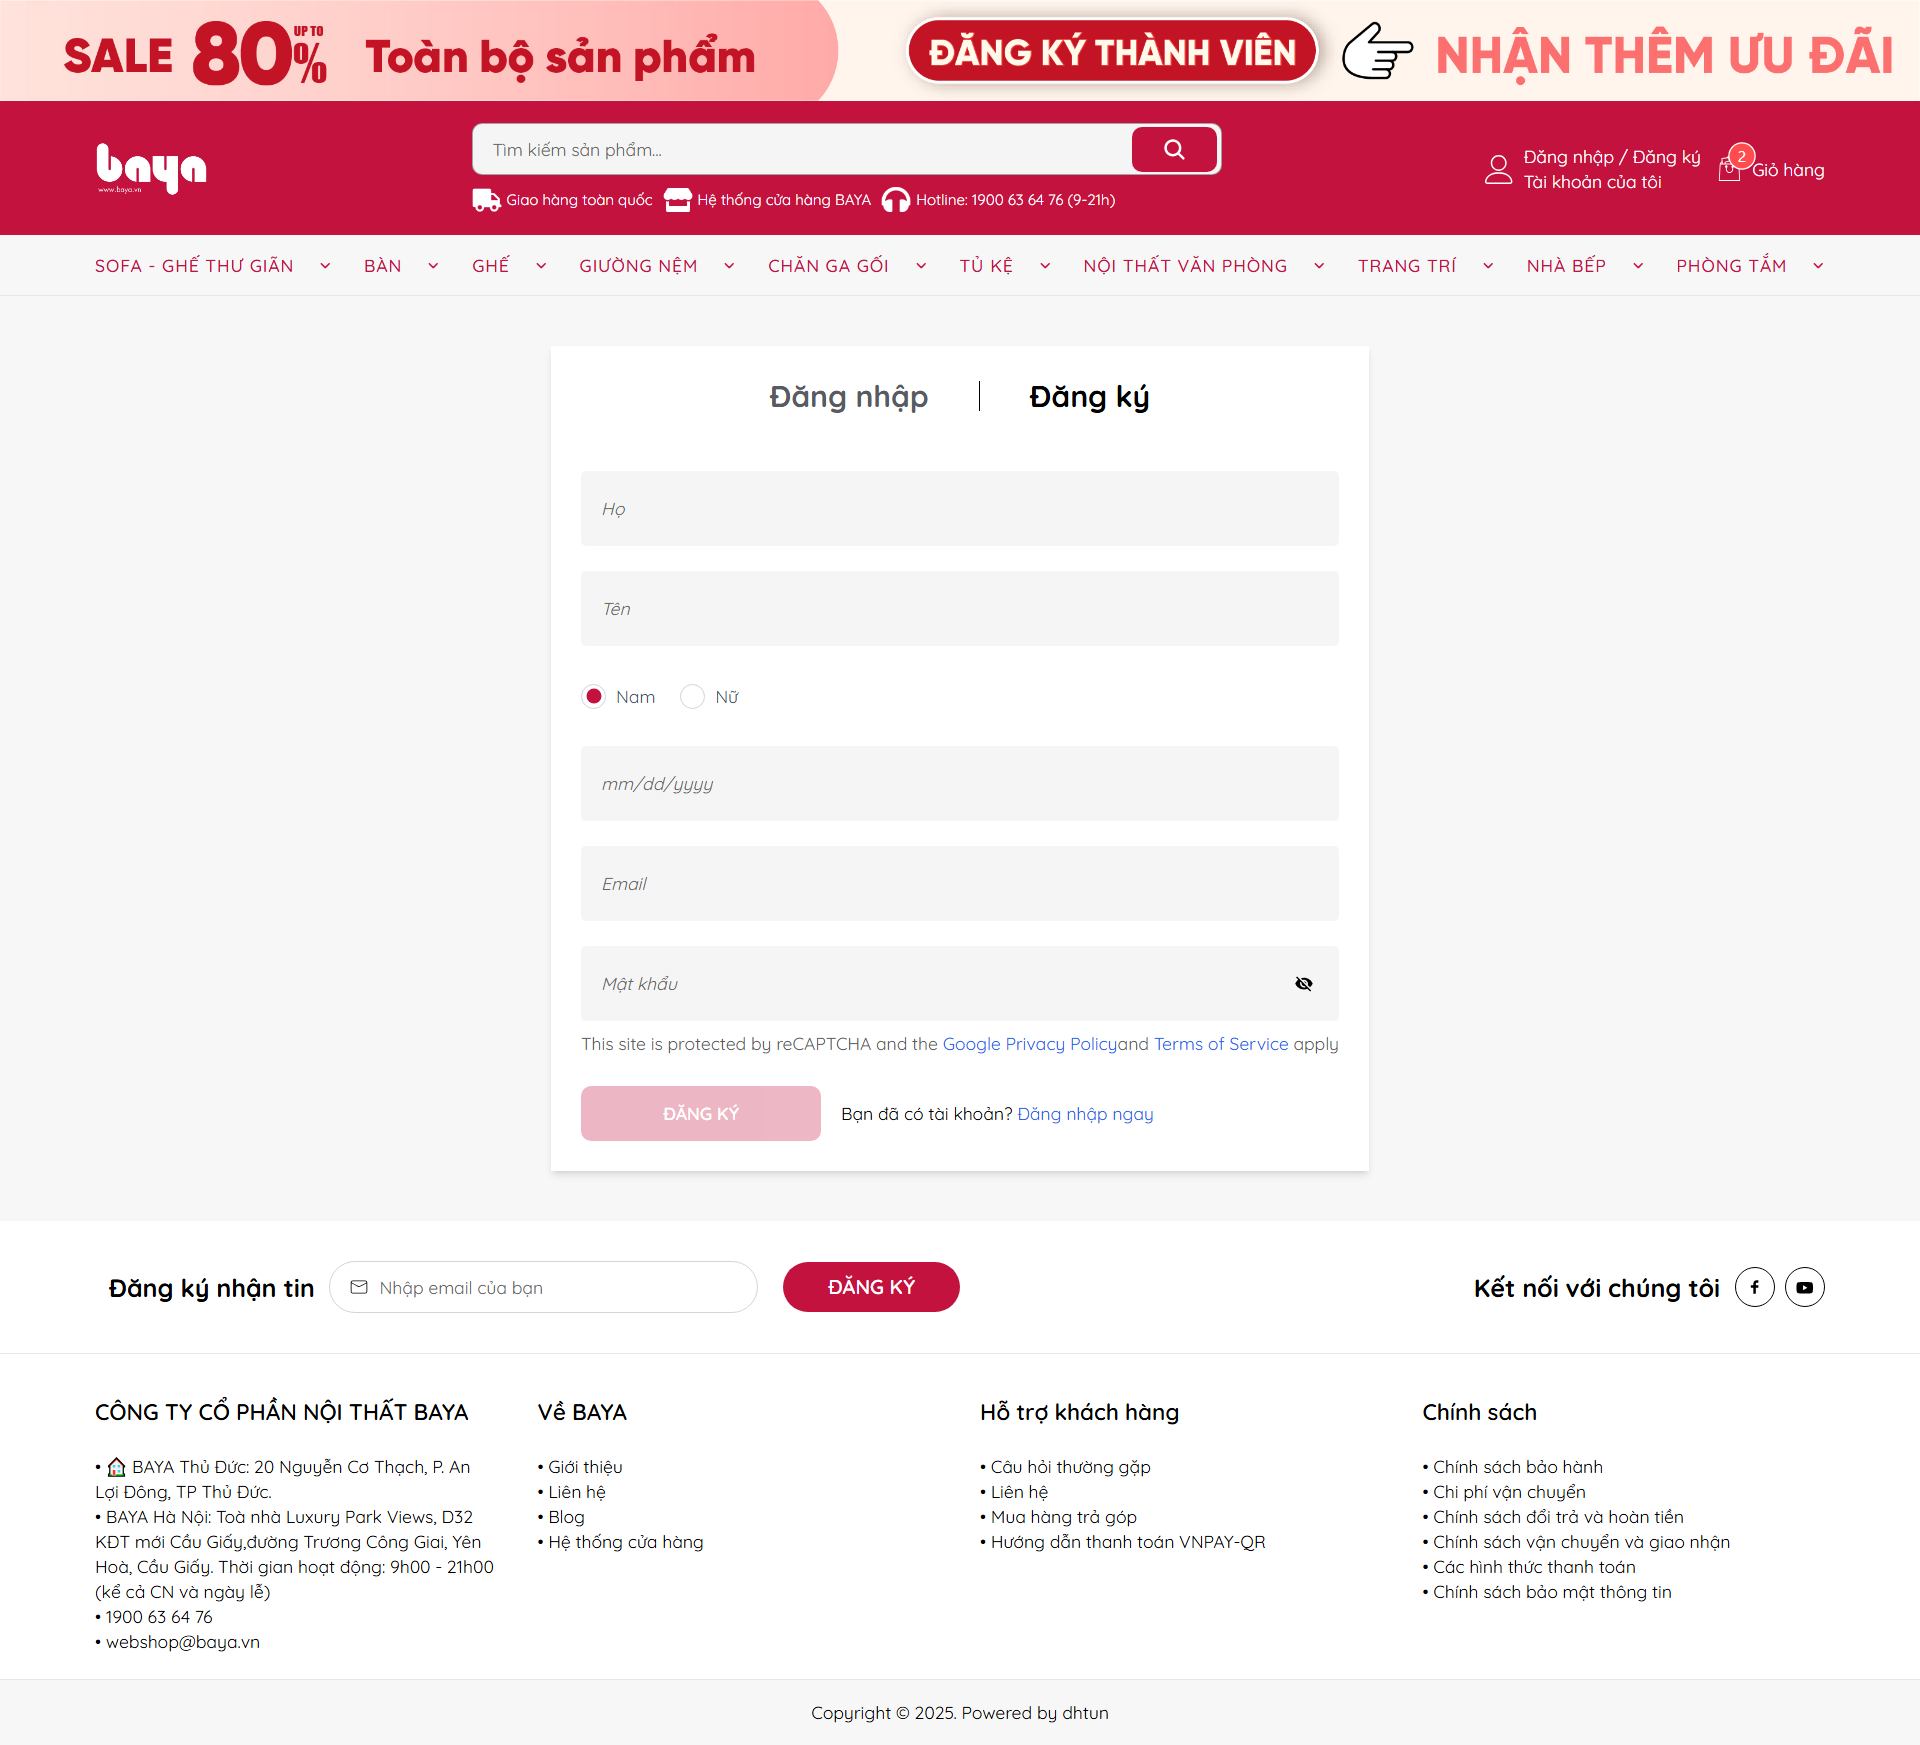 SALE 80% UP TO Toàn bộ sản phẩm ĐĂNG KÝ THÀNH VIÊN NHẬN THÊM ƯU ĐÃI
baya
www.baya.vn
Tìm kiếm sản phẩm...
Giao hàng toàn quốc Hệ thống cửa hàng BAYA Hotline: 1900 63 64 76 (9-21h)
Đăng nhập / Đăng ký
Tài khoản của tôi
2
Giỏ hàng
SOFA - GHẾ THƯ GIÃN BÀN GHẾ GIƯỜNG NỆM CHĂN GA GỐI TỦ KỆ NỘI THẤT VĂN PHÒNG TRANG TRÍ NHÀ BẾP PHÒNG TẮM
Đăng nhập Đăng ký
Họ
Tên
Nam Nữ
mm/dd/yyyy
Email
Mật khẩu
This site is protected by reCAPTCHA and the Google Privacy Policyand Terms of Service apply
ĐĂNG KÝ Bạn đã có tài khoản? Đăng nhập ngay
Đăng ký nhận tin Nhập email của bạn ĐĂNG KÝ Kết nối với chúng tôi
CÔNG TY CỔ PHẦN NỘI THẤT BAYA
• 🏠 BAYA Thủ Đức: 20 Nguyễn Cơ Thạch, P. An
Lợi Đông, TP Thủ Đức.
• BAYA Hà Nội: Toà nhà Luxury Park Views, D32
KĐT mới Cầu Giấy,đường Trương Công Giai, Yên
Hoà, Cầu Giấy. Thời gian hoạt động: 9h00 - 21h00
(kể cả CN và ngày lễ)
• 1900 63 64 76
• webshop@baya.vn
Về BAYA
• Giới thiệu
• Liên hệ
• Blog
• Hệ thống cửa hàng
Hỗ trợ khách hàng
• Câu hỏi thường gặp
• Liên hệ
• Mua hàng trả góp
• Hướng dẫn thanh toán VNPAY-QR
Chính sách
• Chính sách bảo hành
• Chi phí vận chuyển
• Chính sách đổi trả và hoàn tiền
• Chính sách vận chuyển và giao nhận
• Các hình thức thanh toán
• Chính sách bảo mật thông tin
Copyright © 2025. Powered by dhtun